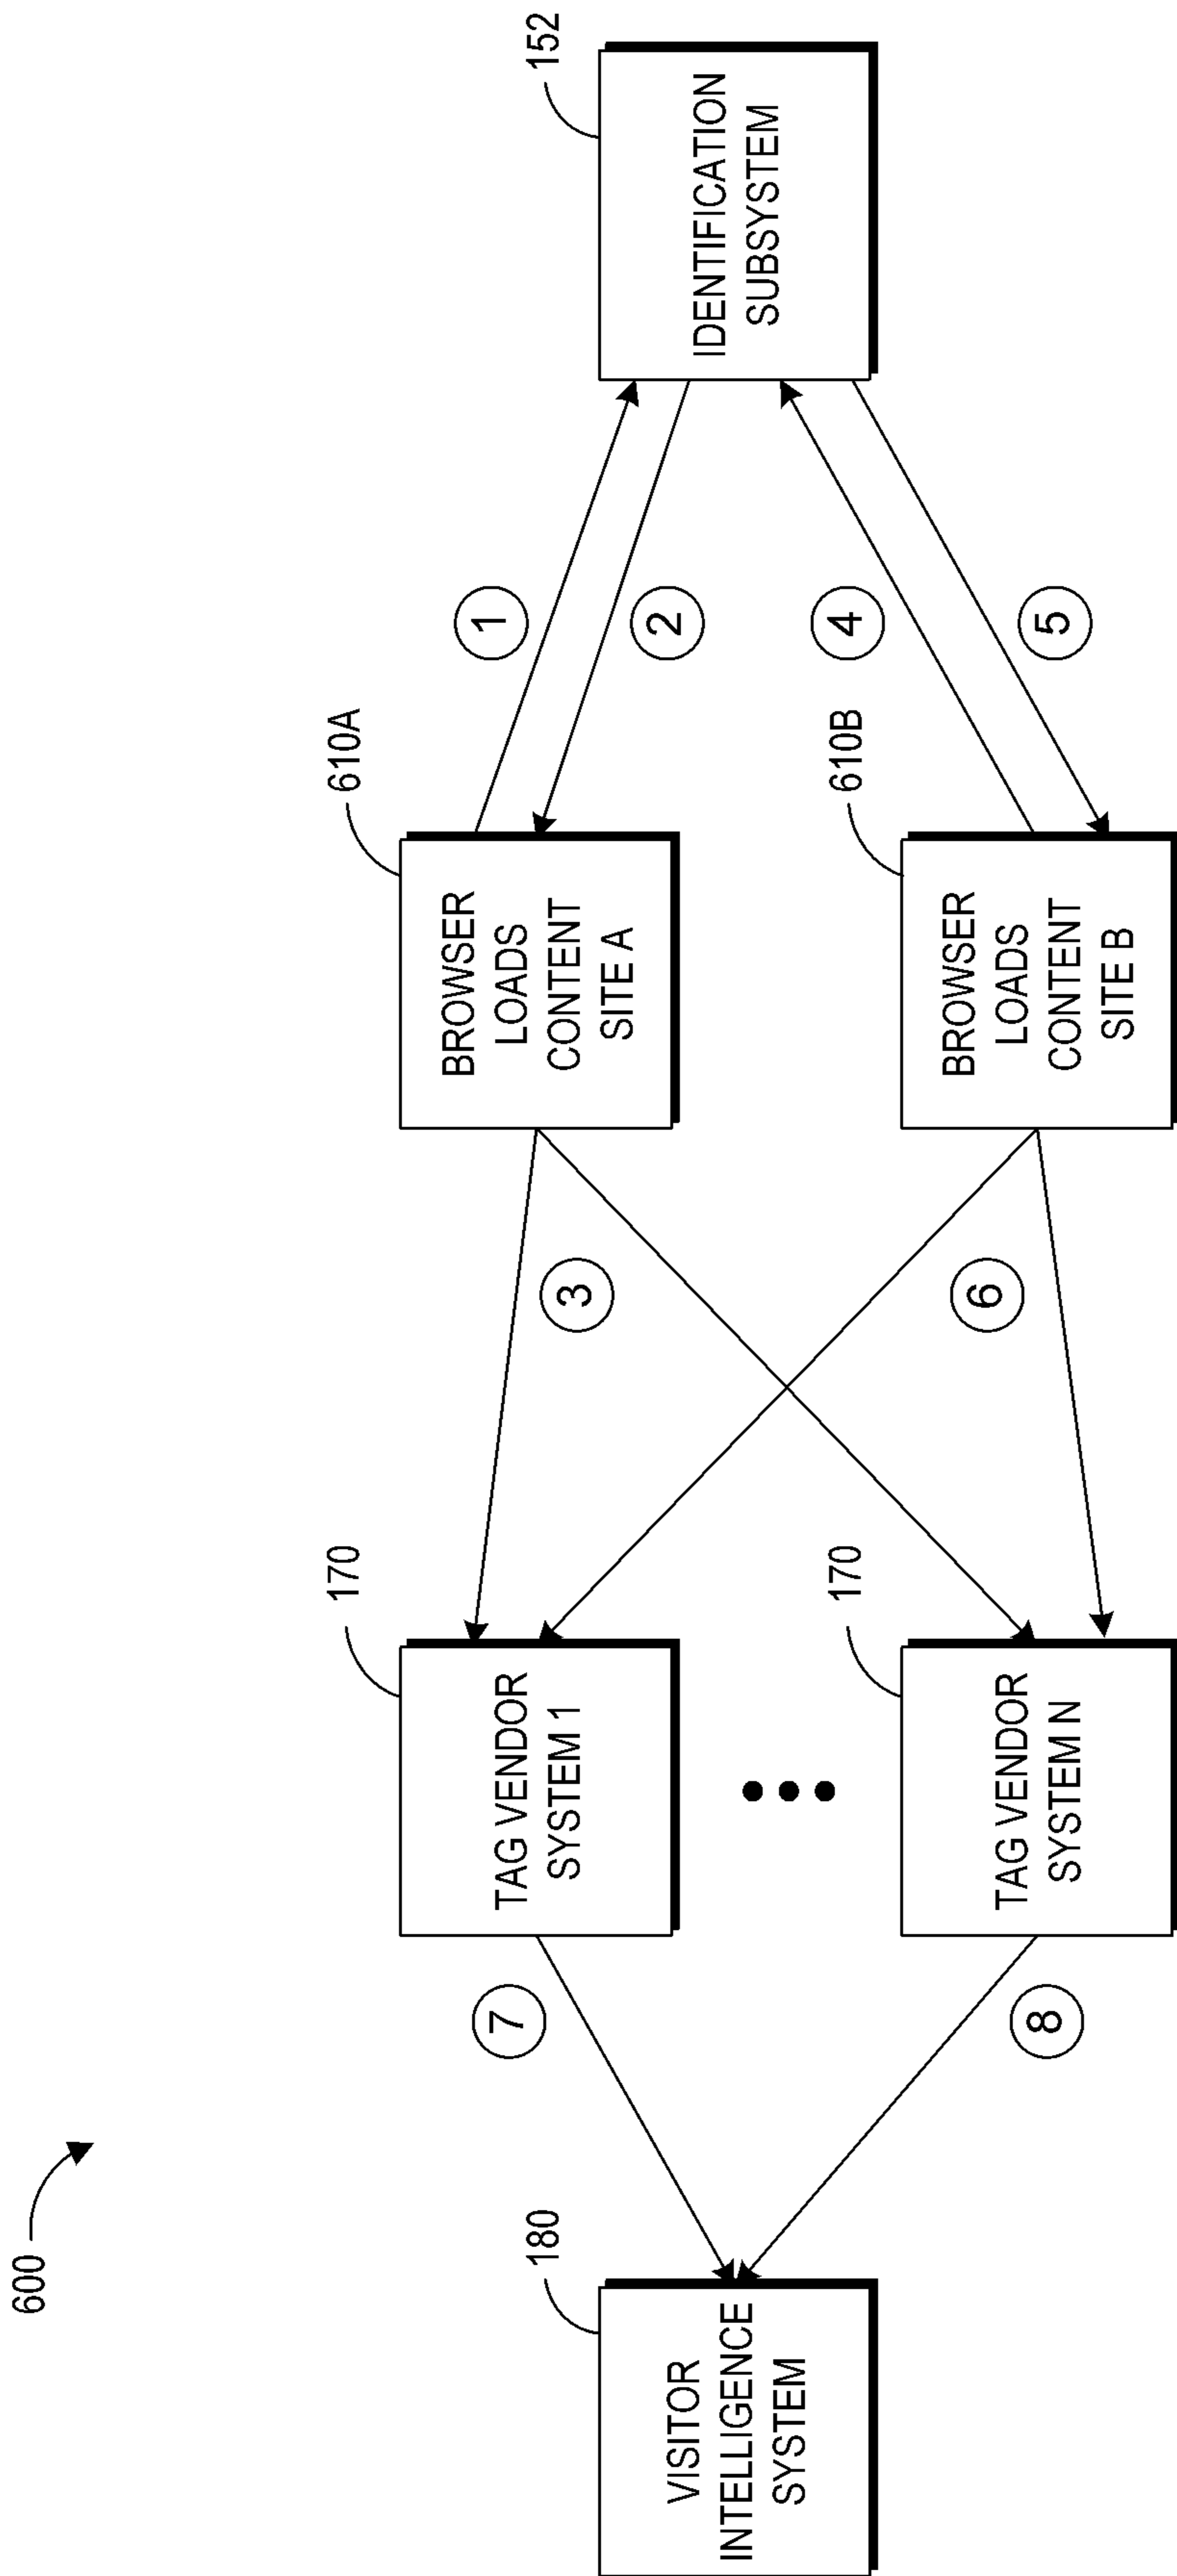 600
180
VISITOR
INTELLIGENCE
SYSTEM
7
8
170
TAG VENDOR
SYSTEM 1
170
TAG VENDOR
SYSTEM N
3
6
610A
BROWSER
LOADS
CONTENT
SITE A
610B
BROWSER
LOADS
CONTENT
SITE B
1
2
4
5
152
IDENTIFICATION
SUBSYSTEM